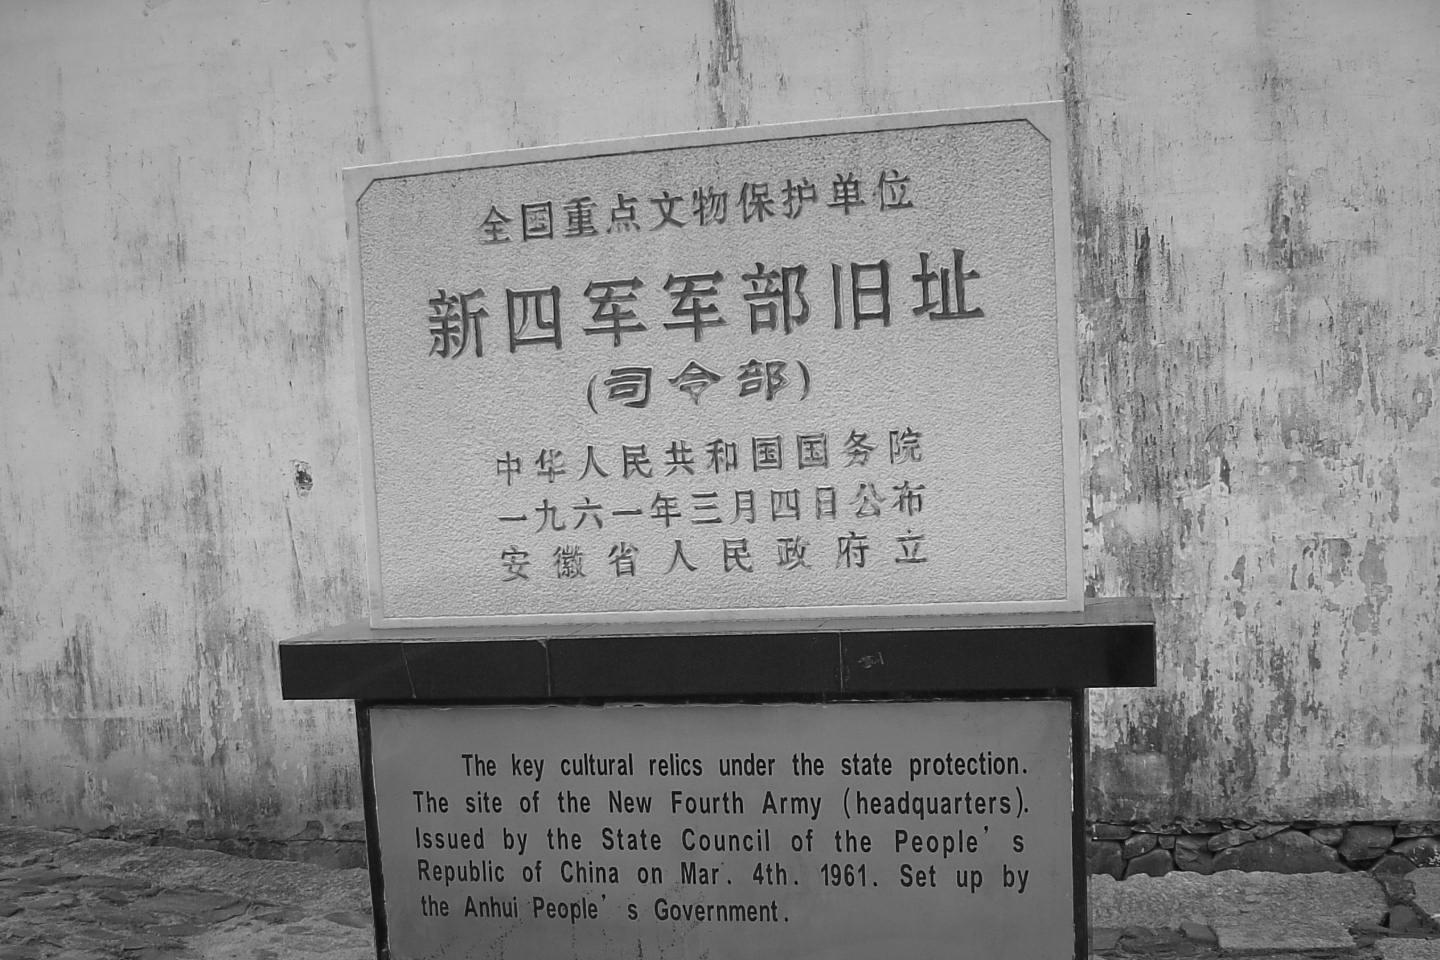 全国重点文物保护单位
新四军军部旧址
(司令部)
中华人民共和国国务院
一九六一年三月四日公布
安徽省人民政府立
The key cultural relics under the state protection.
The site of the New Fourth Army (headquarters).
Issued by the State Council of the People's
Republic of China on Mar. 4th. 1961. Set up by
the Anhui People's Government.